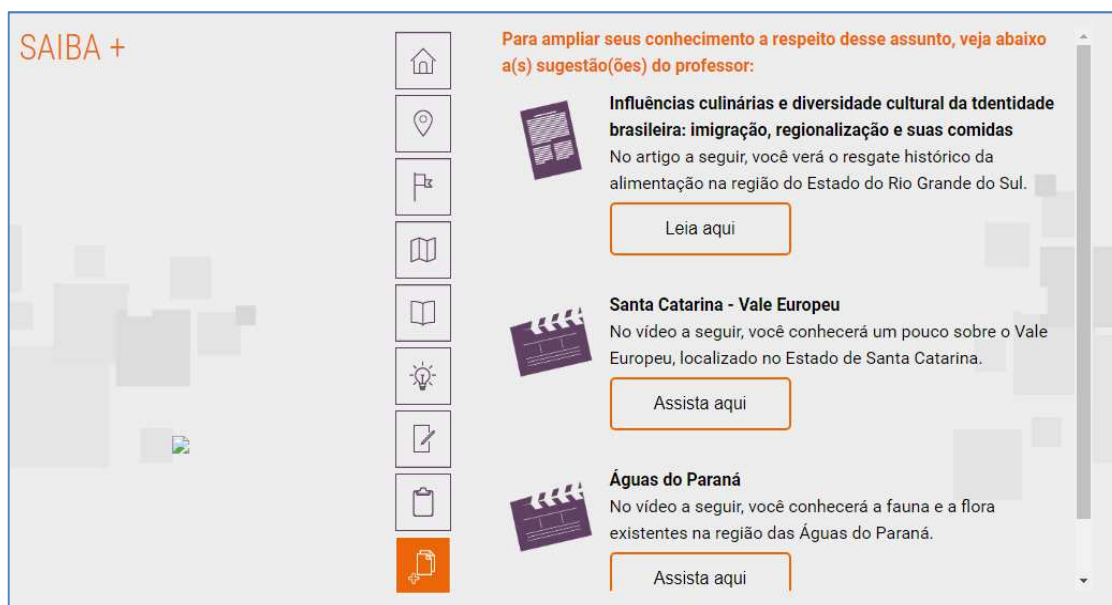 SAIBA +
Para ampliar seus conhecimento a respeito desse assunto, veja abaixo
a(s) sugestão(ões) do professor:
Influências culinárias e diversidade cultural da tdentidade
brasileira: imigração, regionalização e suas comidas
No artigo a seguir, você verá o resgate histórico da
alimentação na região do Estado do Rio Grande do Sul.
Leia aqui
Santa Catarina - Vale Europeu
No vídeo a seguir, você conhecerá um pouco sobre o Vale
Europeu, localizado no Estado de Santa Catarina.
Assista aqui
Águas do Paraná
No vídeo a seguir, você conhecerá a fauna e a flora
existentes na região das Águas do Paraná.
Assista aqui